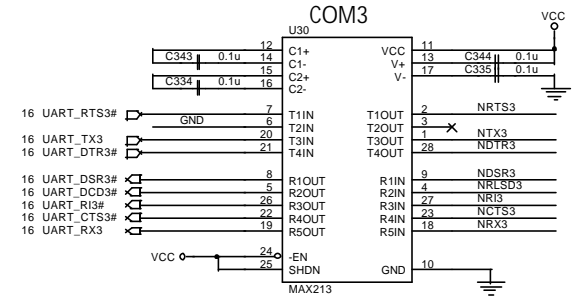 COM3
U30
VCC
12 C1+ VCC 11
C343 0.1u 14 C1- V+ 13 C344 0.1u
15 C2+ V- 17 C335 0.1u
C334 0.1u 16 C2-
16 UART_RTS3# 7 T1IN T1OUT 2 NRTS3
GND 6 T2IN T2OUT 3
16 UART_TX3 20 T3IN T3OUT 1 NTX3
16 UART_DTR3# 21 T4IN T4OUT 28 NDTR3
16 UART_DSR3# 8 R1OUT R1IN 9 NDSR3
16 UART_DCD3# 5 R2OUT R2IN 4 NRLSD3
16 UART_RI3# 26 R3OUT R3IN 27 NRI3
16 UART_CTS3# 22 R4OUT R4IN 23 NCTS3
16 UART_RX3 19 R5OUT R5IN 18 NRX3
VCC 24 -EN
25 SHDN GND 10
MAX213